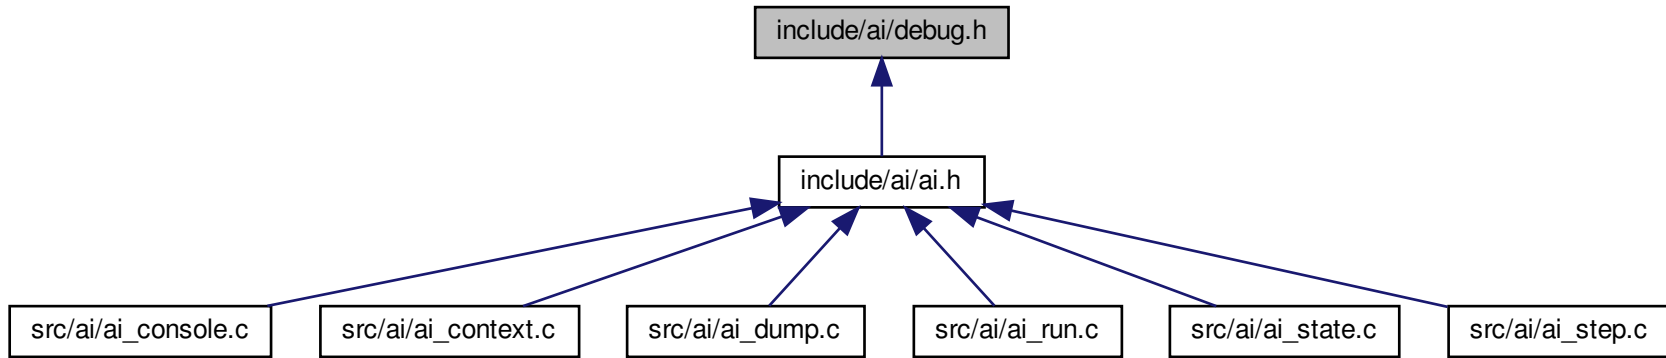 include/ai/debug.h
include/ai/ai.h
src/ai/ai_console.c
src/ai/ai_context.c
src/ai/ai_dump.c
src/ai/ai_run.c
src/ai/ai_state.c
src/ai/ai_step.c